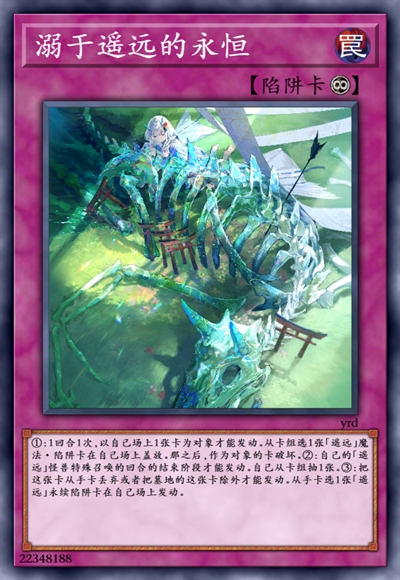 溺于遥远的永恒
罠
【陷阱卡】
yrd
①:1回合1次,以自己场上1张卡为对象才能发动。从卡组选1张「遥远」魔
法·陷阱卡在自己场上盖放。那之后,作为对象的卡破坏。②:自己的「遥
远」怪兽特殊召唤的回合的结束阶段才能发动。自己从卡组抽1张。③:把
这张卡从手卡丢弃或者把墓地的这张卡除外才能发动。从手卡选1张「遥
远」永续陷阱卡在自己场上发动。
22348188